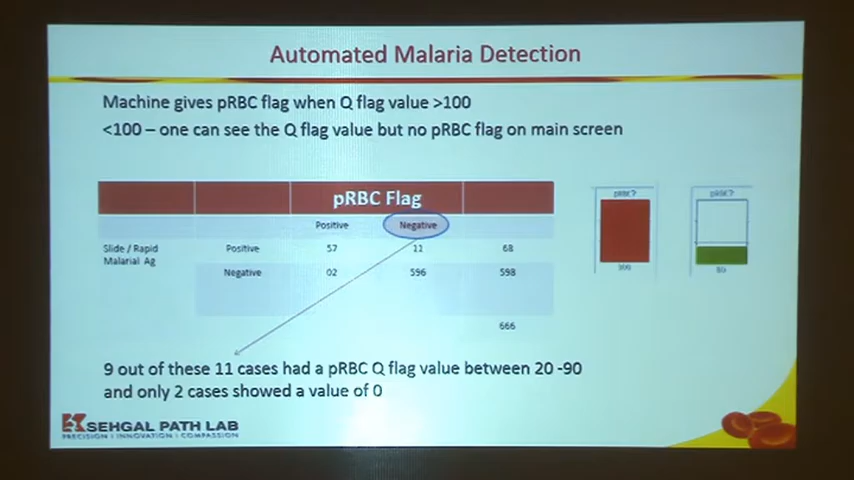 Automated Malaria Detection
Machine gives pRBC flag when Q flag value >100
<100 – one can see the Q flag value but no pRBC flag on main screen
pRBC Flag
Positive Negative
Slide / Rapid Malarial Ag Positive 57 11 68
Negative 02 596 598
666
pRBC?
300
pRBC?
80
9 out of these 11 cases had a pRBC Q flag value between 20 -90
and only 2 cases showed a value of 0
SEHGAL PATH LAB
PRECISION | INNOVATION | COMPASSION